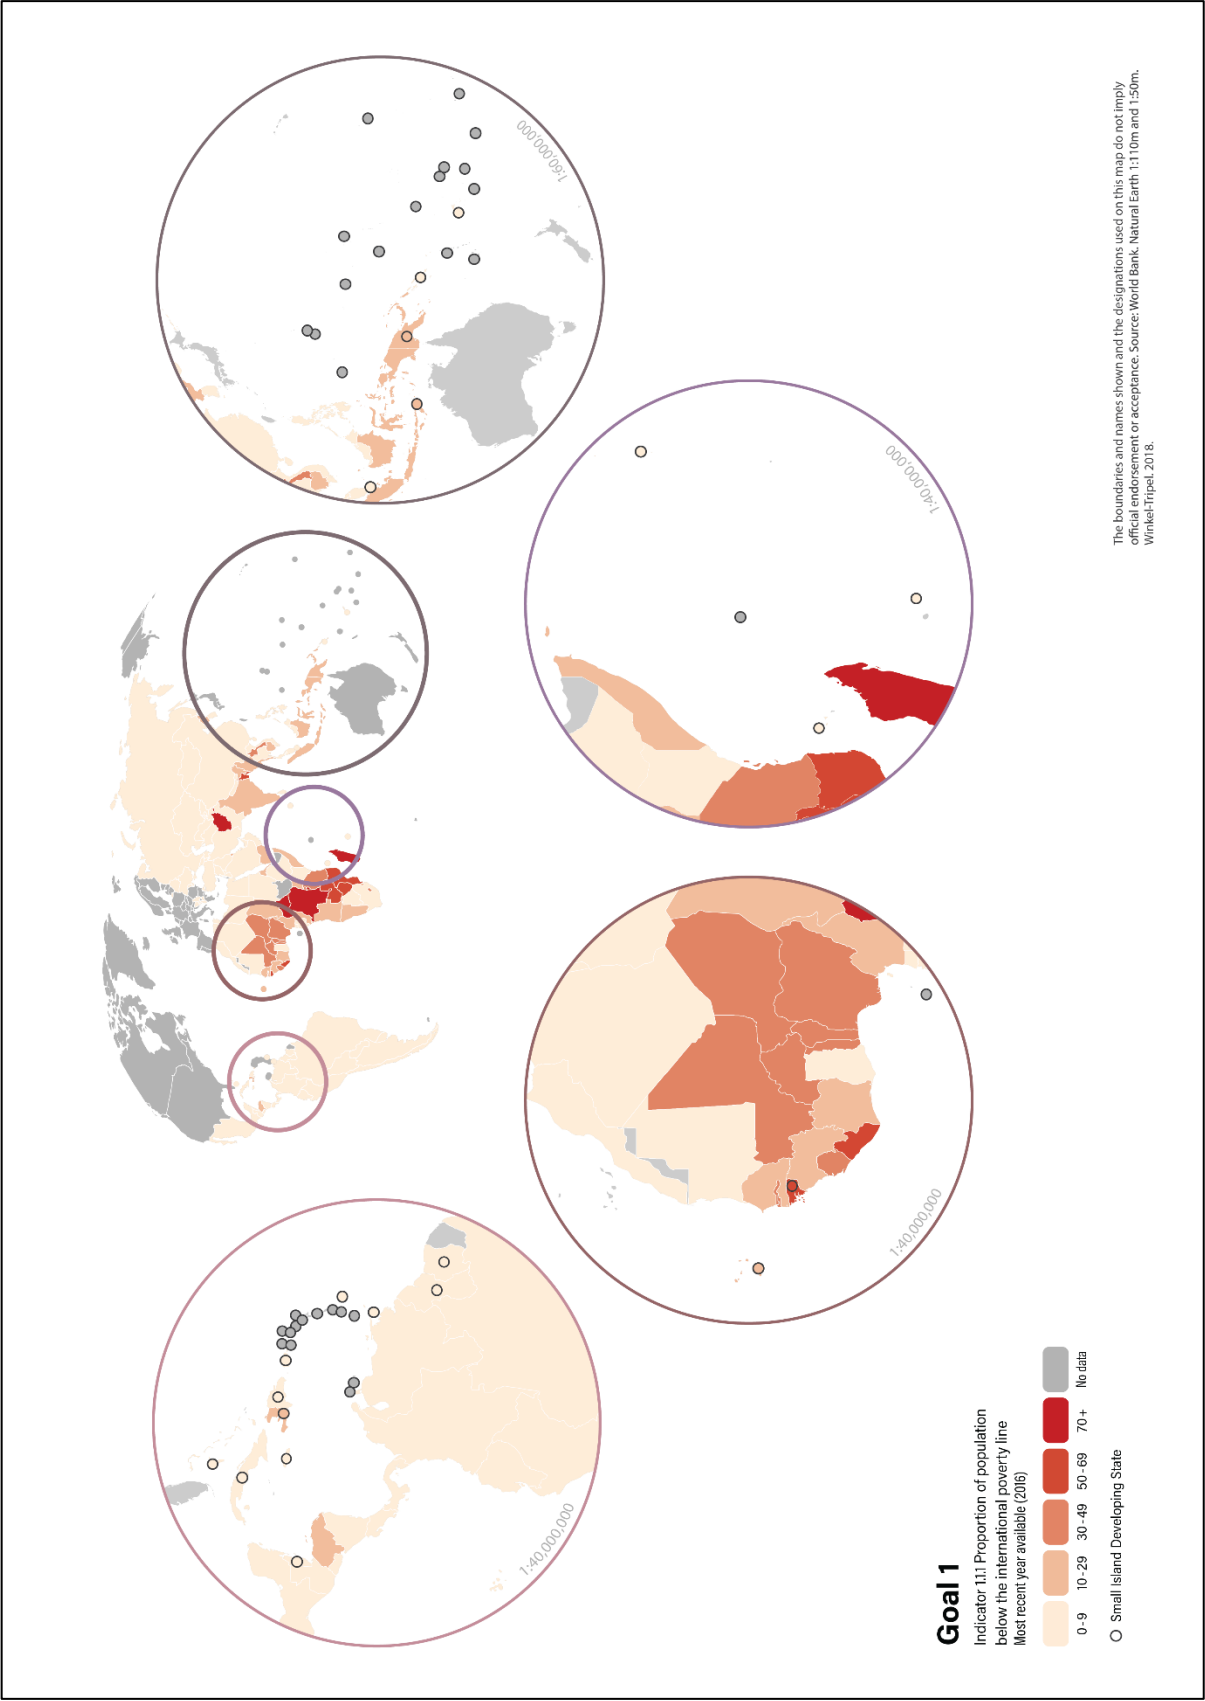 Goal 1
Indicator 1.1.1 Proportion of population
below the international poverty line
Most recent year available (2016)
0-9
10-29
30-49
50-69
70+
No data
Small Island Developing State
1:40,000,000
1:40,000,000
1:40,000,000
1:60,000,000
The boundaries and names shown and the designations used on this map do not imply
official endorsement or acceptance. Source: World Bank. Natural Earth 1:110m and 1:50m.
Winkel-Tripel. 2018.